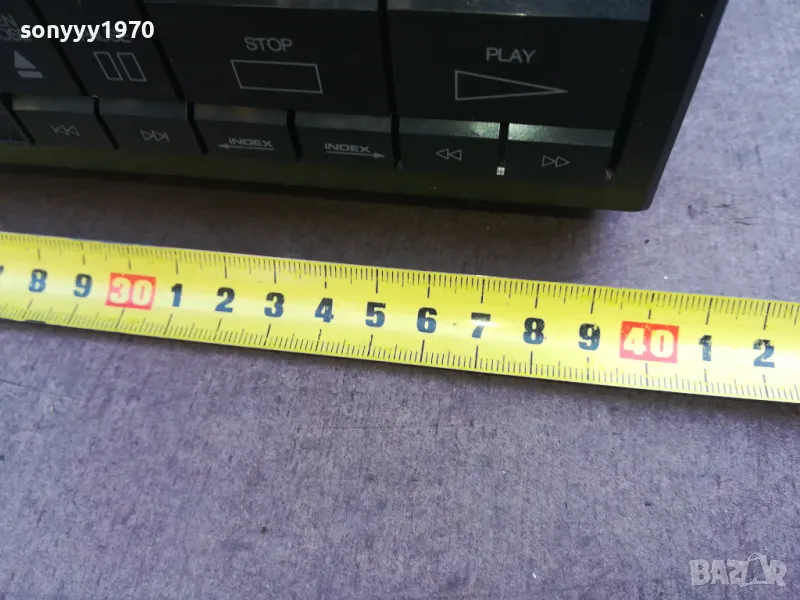 sonyyy1970
STOP
PLAY
INDEX INDEX
8 9 30 1 2 3 4 5 6 7 8 9 40 1 2
BAZAR